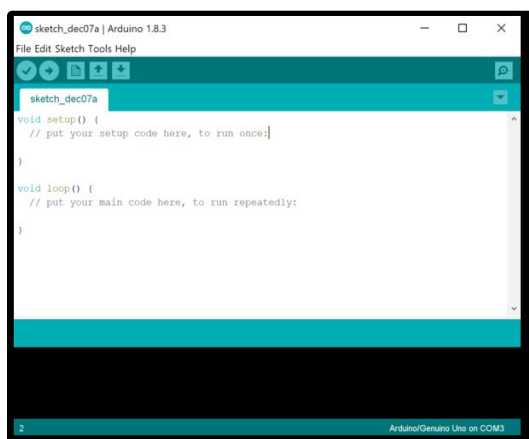 sketch_dec07a | Arduino 1.8.3
File Edit Sketch Tools Help
sketch_dec07a
void setup() {
  // put your setup code here, to run once:

}

void loop() {
  // put your main code here, to run repeatedly:

}
2
Arduino/Genuino Uno on COM3